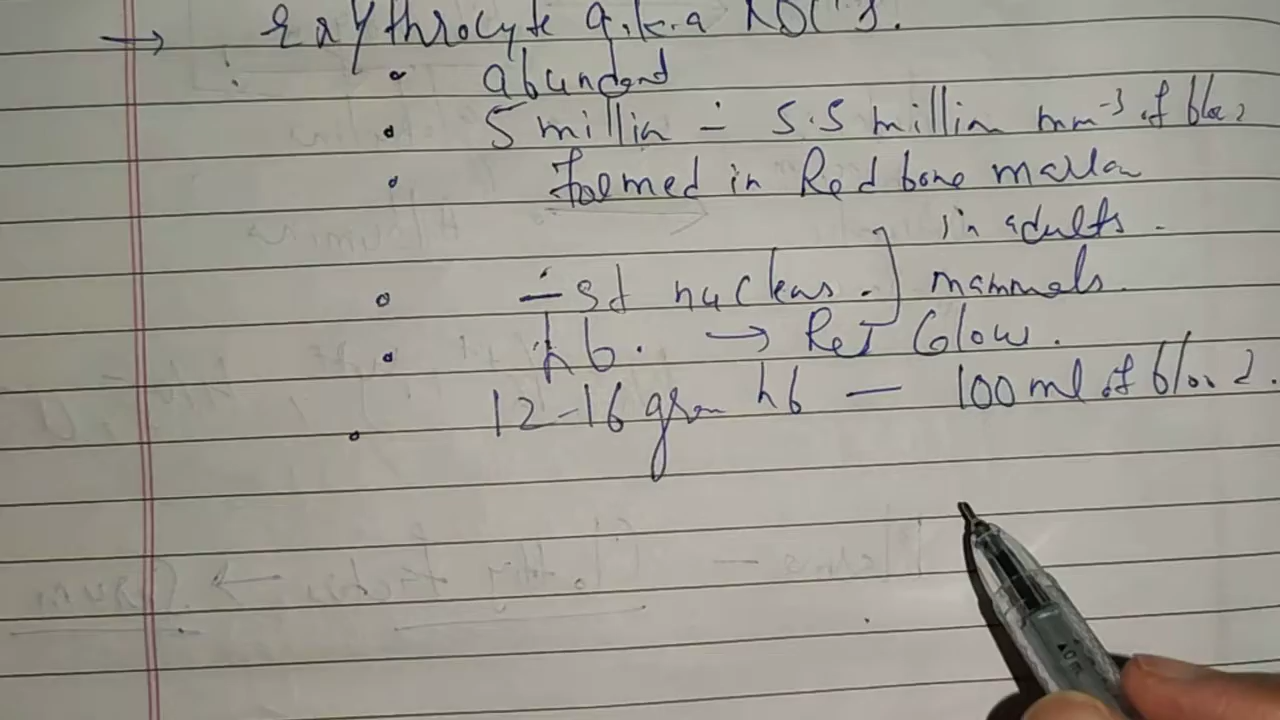 → Erythrocyte a.k.a RBC's.
• abundant
• 5 million - 5.5 million mm⁻³ of blood
• formed in Red bone marrow
in adults.
• nucleus. mammals.
• hb. → Red Colour.
• 12-16 gram hb — 100 ml of blood.